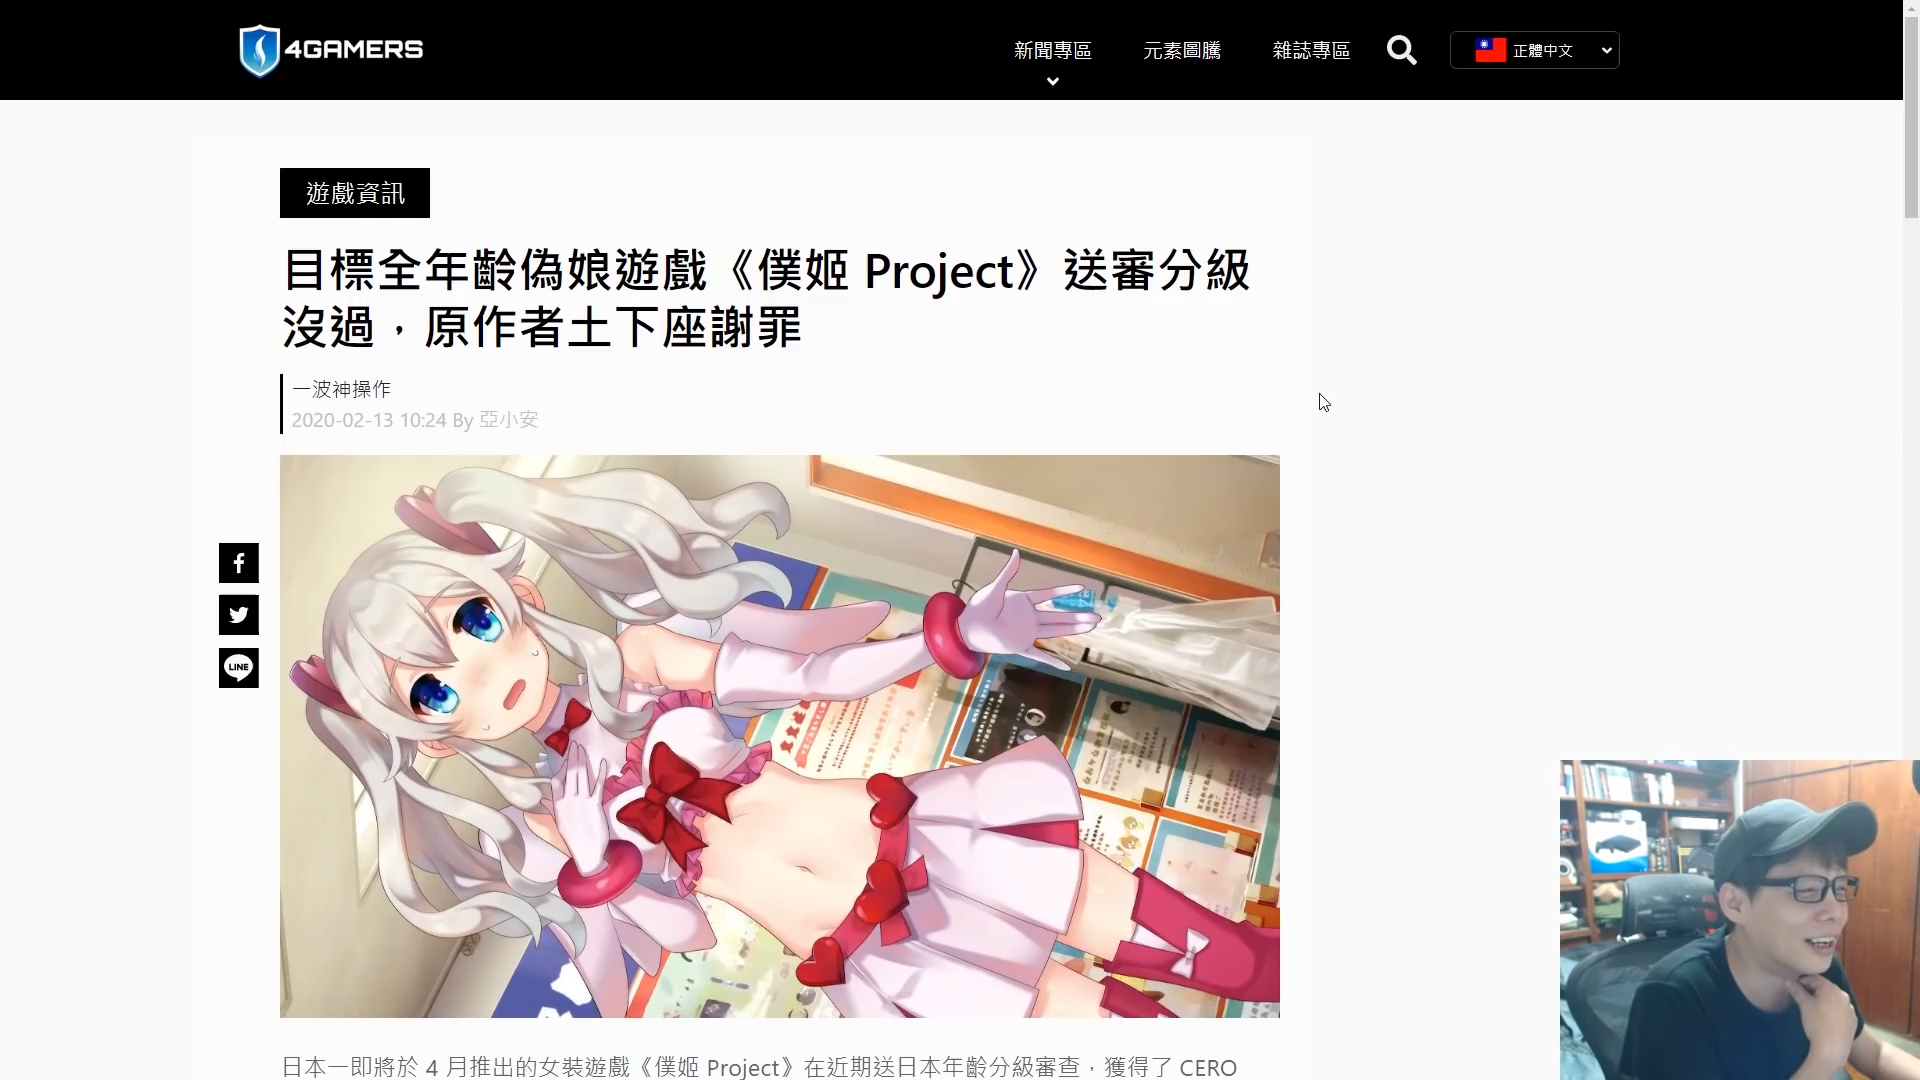 4GAMERS
新聞專區
元素圖騰
雜誌專區
正體中文
遊戲資訊
目標全年齡偽娘遊戲《僕姬 Project》送審分級
沒過，原作者土下座謝罪
一波神操作
2020-02-13 10:24 By 亞小安
LINE
日本一即將於 4 月推出的女裝遊戲《僕姬 Project》在近期送日本年齡分級審查，獲得了 CERO